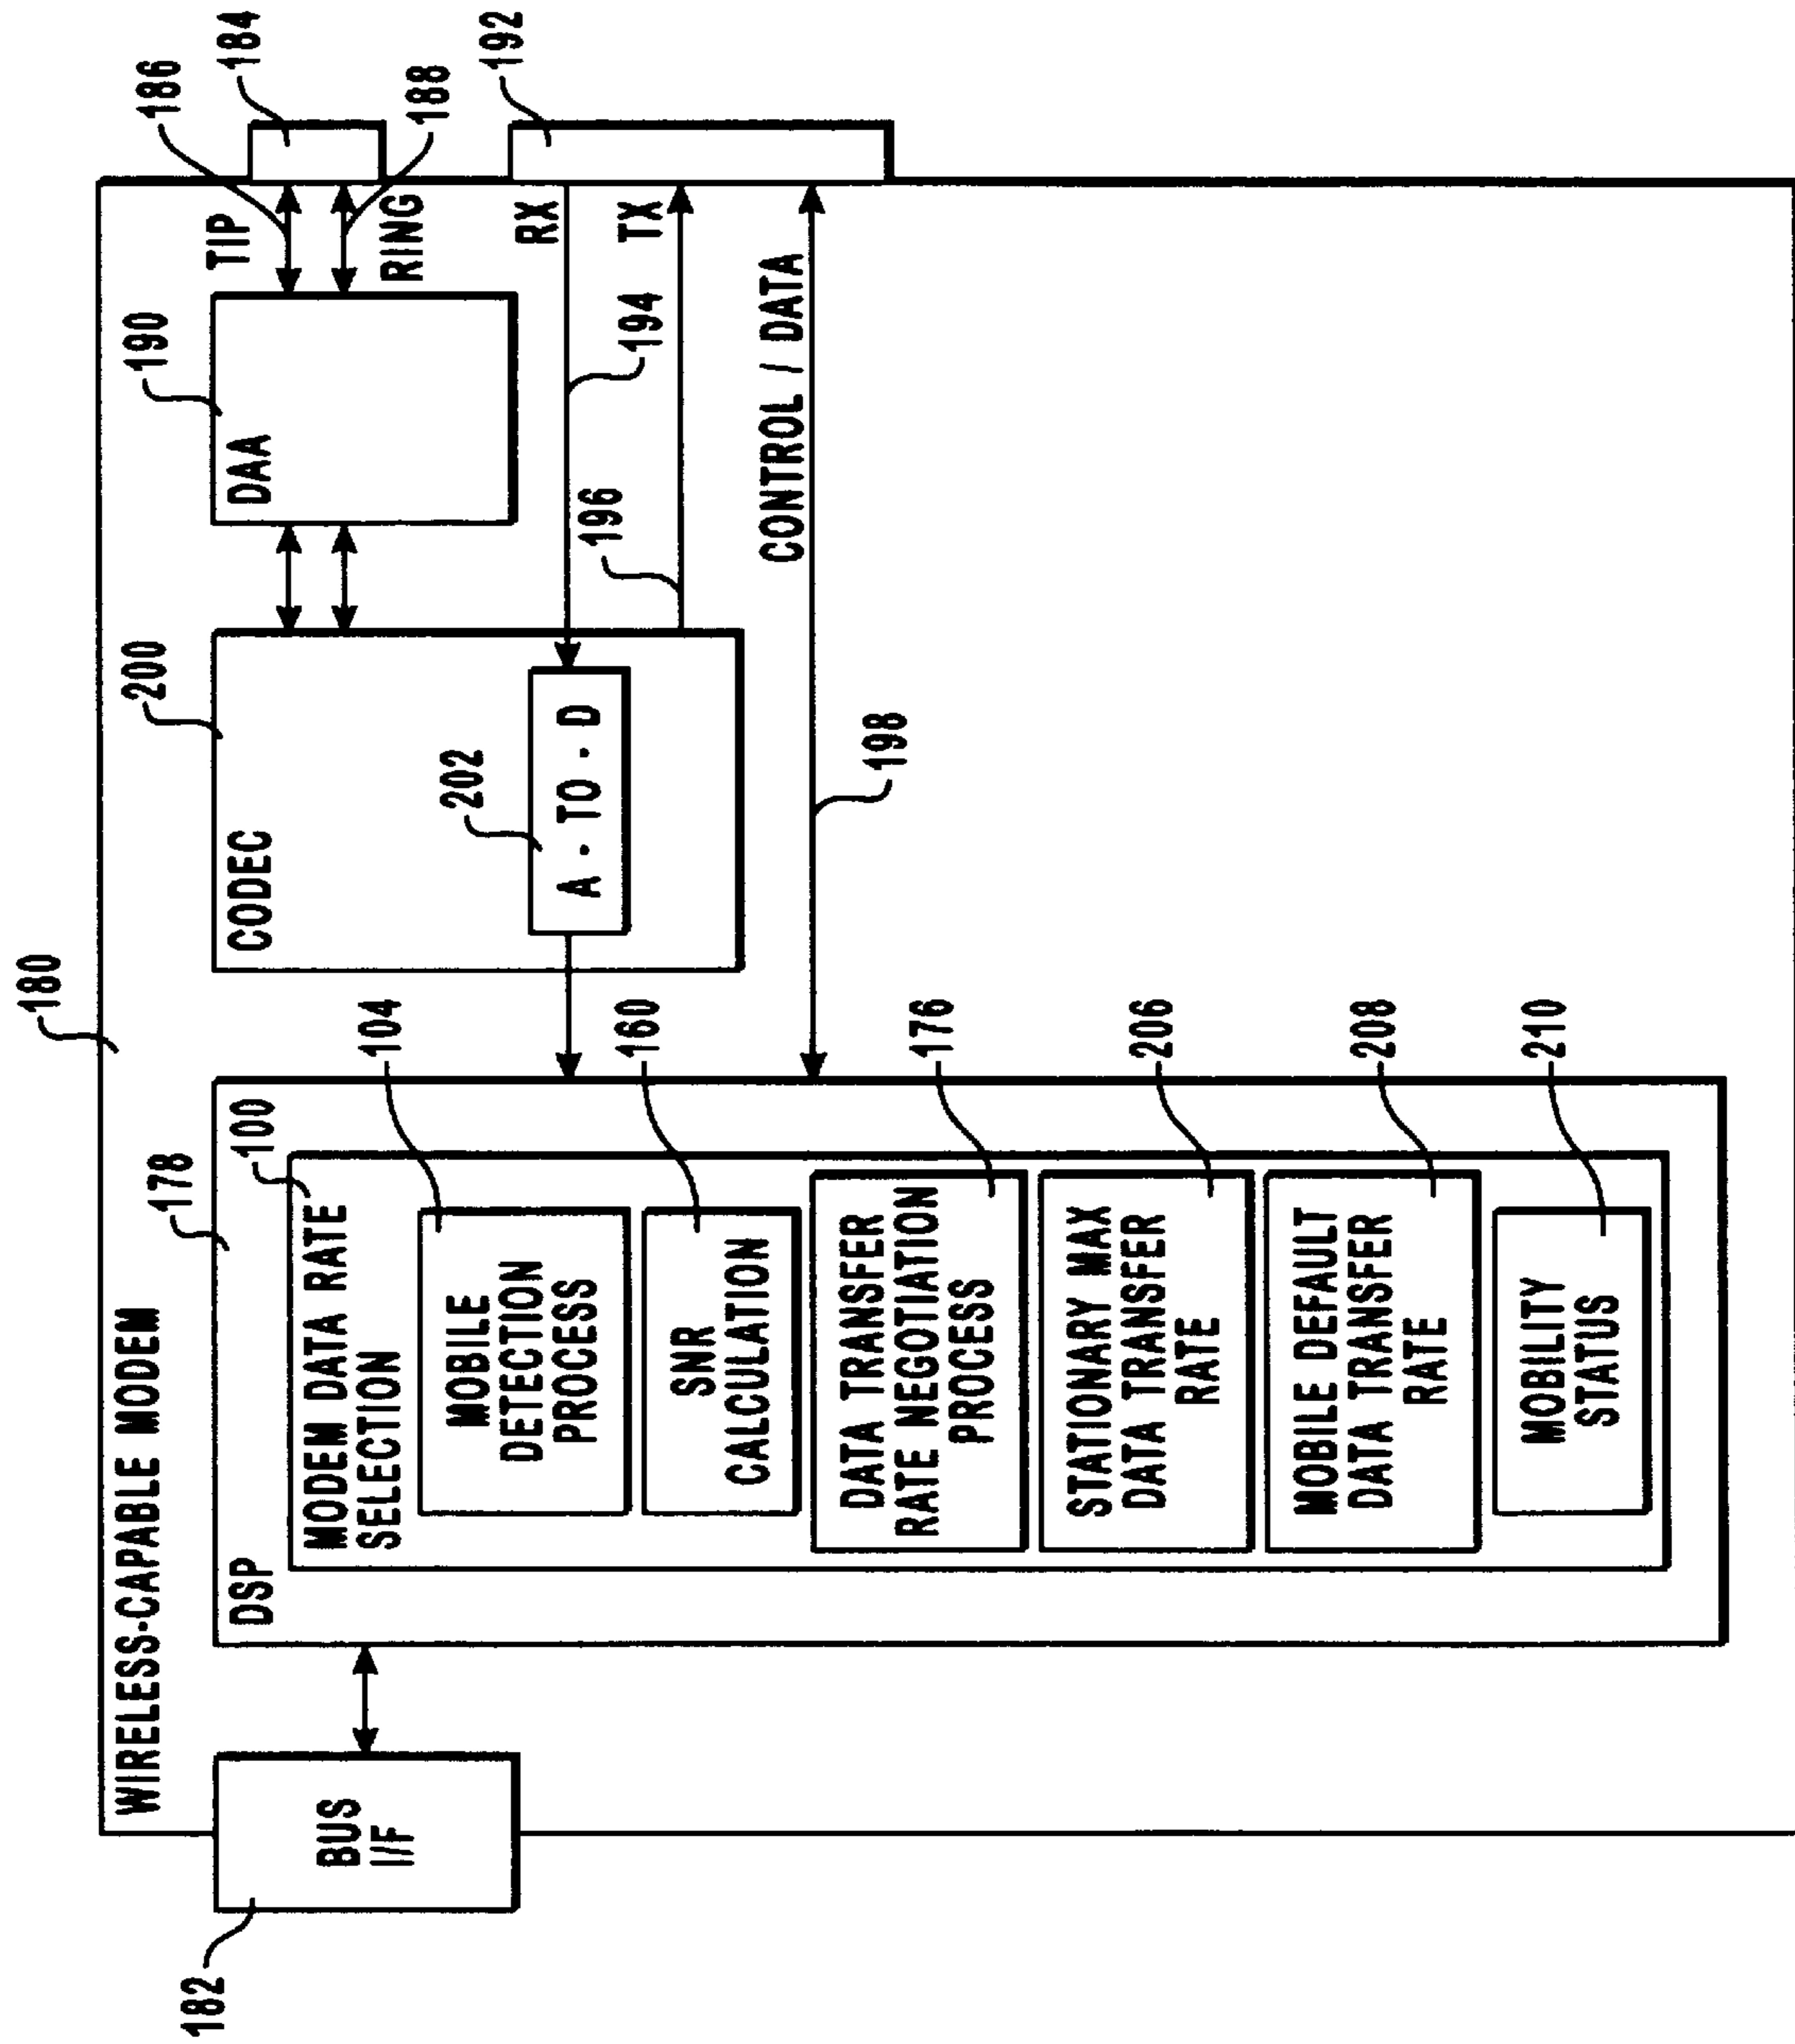 180
WIRELESS-CAPABLE MODEM
182
BUS
I/F
178
DSP
100
MODEM DATA RATE
SELECTION
104
MOBILE
DETECTION
PROCESS
160
SNR
CALCULATION
176
DATA TRANSFER
RATE NEGOTIATION
PROCESS
206
STATIONARY MAX
DATA TRANSFER
RATE
208
MOBILE DEFAULT
DATA TRANSFER
RATE
210
MOBILITY
STATUS
200
CODEC
202
A - TO - D
190
DAA
186
184
TIP
188
RING
192
RX
194
TX
196
CONTROL / DATA
198